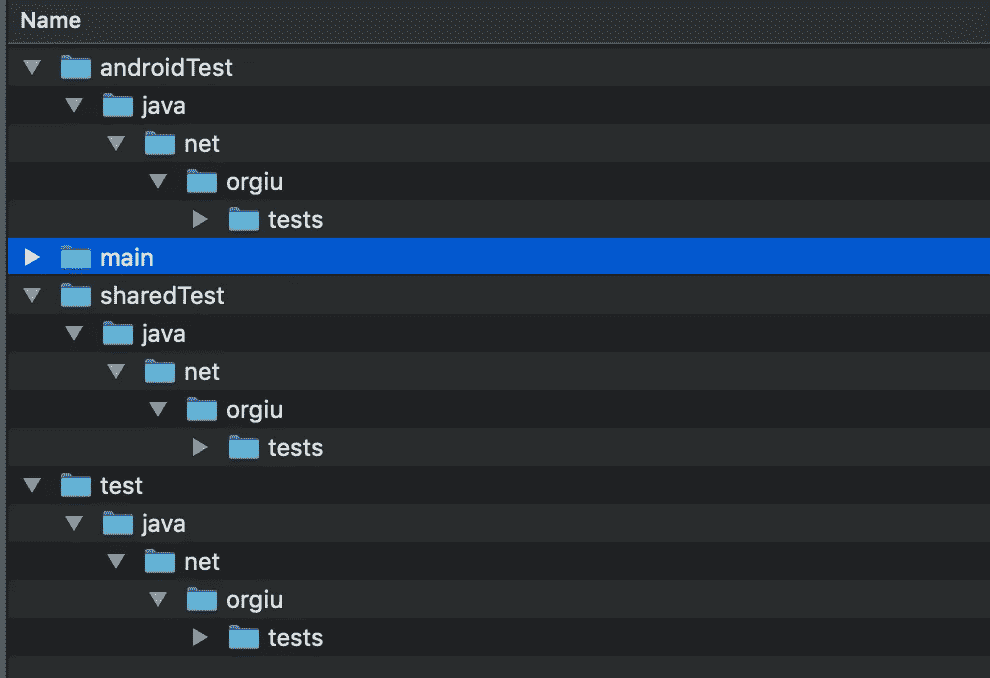 Name
androidTest
java
net
orgiu
tests
main
sharedTest
java
net
orgiu
tests
test
java
net
orgiu
tests